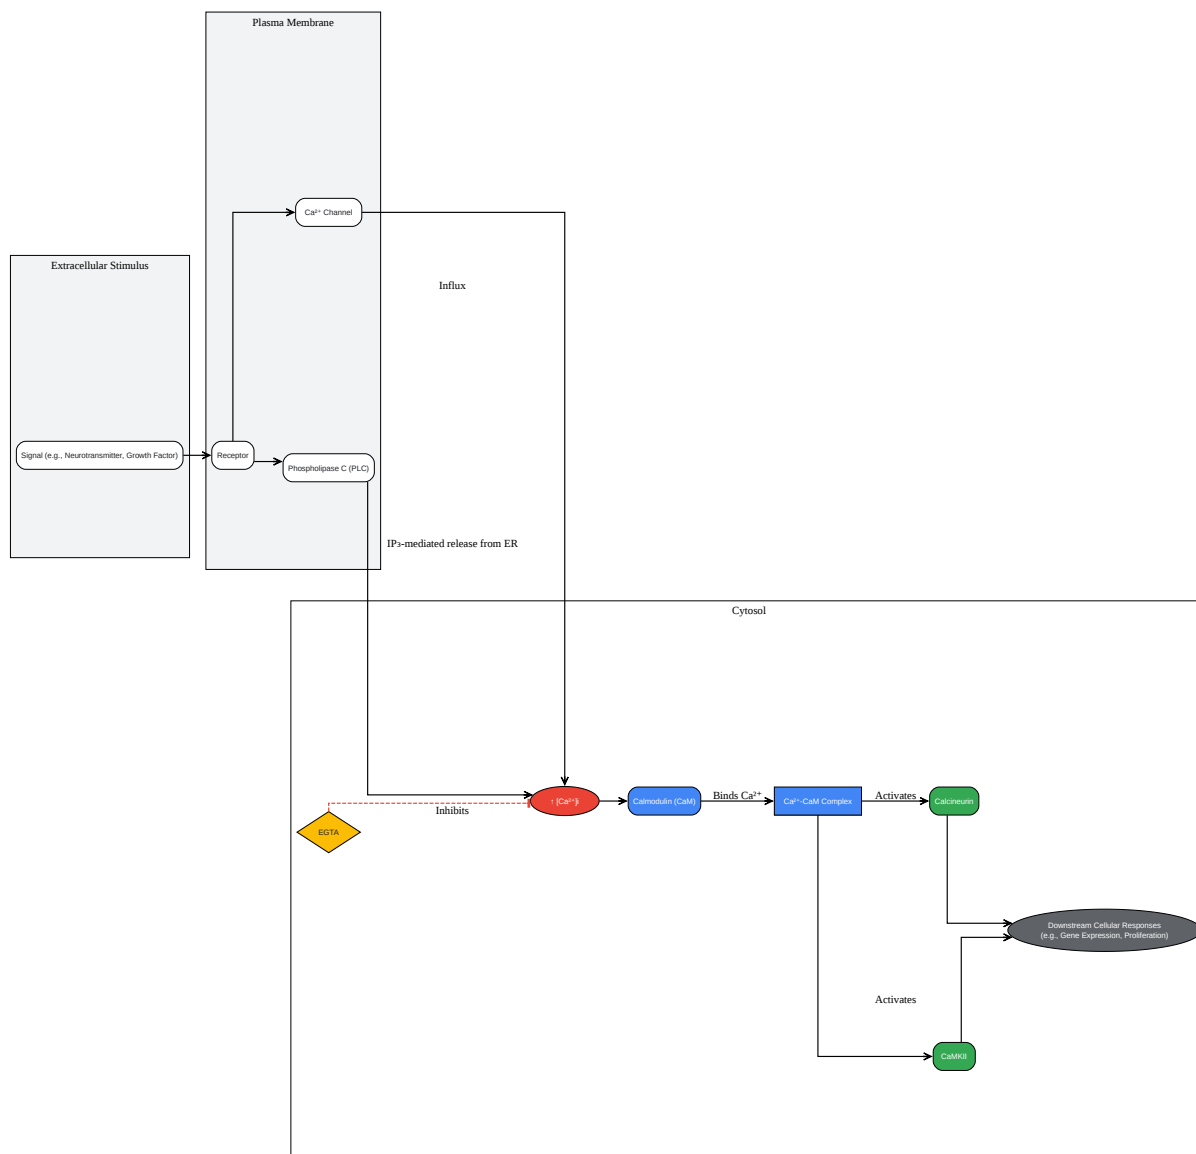 Plasma Membrane
Ca²⁺ Channel
Extracellular Stimulus
Influx
Signal (e.g., Neurotransmitter, Growth Factor)
Receptor
Phospholipase C (PLC)
IP₃-mediated release from ER
Cytosol
↑ [Ca²⁺]i
Calmodulin (CaM)
Binds Ca²⁺
Ca²⁺-CaM Complex
Activates
Calcineurin
Inhibits
EGTA
Downstream Cellular Responses
(e.g., Gene Expression, Proliferation)
Activates
CaMKII